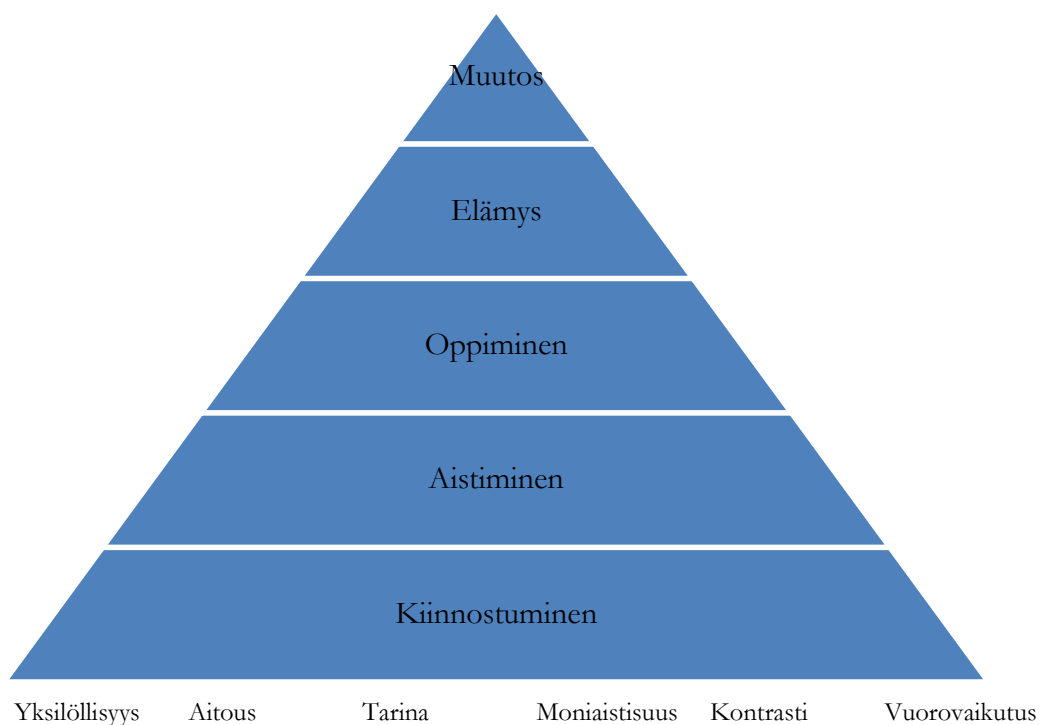 Muutos
Elämys
Oppiminen
Aistiminen
Kiinnostuminen
Yksilöllisyys Aitous Tarina Moniaistisuus Kontrasti Vuorovaikutus